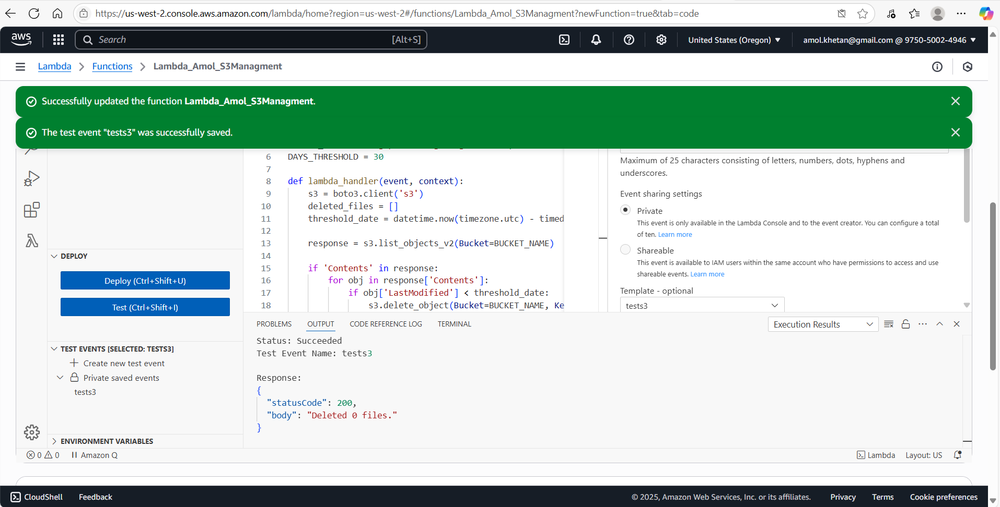 https://us-west-2.console.aws.amazon.com/lambda/home?region=us-west-2#/functions/Lambda_Amol_S3Managment?newFunction=true&tab=code
aws
Search
[Alt+S]
United States (Oregon)
amol.khetan@gmail.com @ 9750-5002-4946
Lambda
Functions
Lambda_Amol_S3Managment
Successfully updated the function Lambda_Amol_S3Managment.
The test event "tests3" was successfully saved.
DEPLOY
Deploy (Ctrl+Shift+U)
Test (Ctrl+Shift+I)
TEST EVENTS [SELECTED: TESTS3]
Create new test event
Private saved events
tests3
ENVIRONMENT VARIABLES
6 DAYS_THRESHOLD = 30
7
8 def lambda_handler(event, context):
9 s3 = boto3.client('s3')
10 deleted_files = []
11 threshold_date = datetime.now(timezone.utc) - timed
12
13 response = s3.list_objects_v2(Bucket=BUCKET_NAME)
14
15 if 'Contents' in response:
16 for obj in response['Contents']:
17 if obj['LastModified'] < threshold_date:
18 s3.delete_object(Bucket=BUCKET_NAME, Ke
Maximum of 25 characters consisting of letters, numbers, dots, hyphens and
underscores.
Event sharing settings
Private
This event is only available in the Lambda Console and to the event creator. You can configure a total
of ten. Learn more
Shareable
This event is available to IAM users within the same account who have permissions to access and use
shareable events. Learn more
Template - optional
tests3
PROBLEMS
OUTPUT
CODE REFERENCE LOG
TERMINAL
Execution Results
Status: Succeeded
Test Event Name: tests3
Response:
{
"statusCode": 200,
"body": "Deleted 0 files."
}
0
0
Amazon Q
Lambda
Layout: US
CloudShell
Feedback
© 2025, Amazon Web Services, Inc. or its affiliates.
Privacy
Terms
Cookie preferences